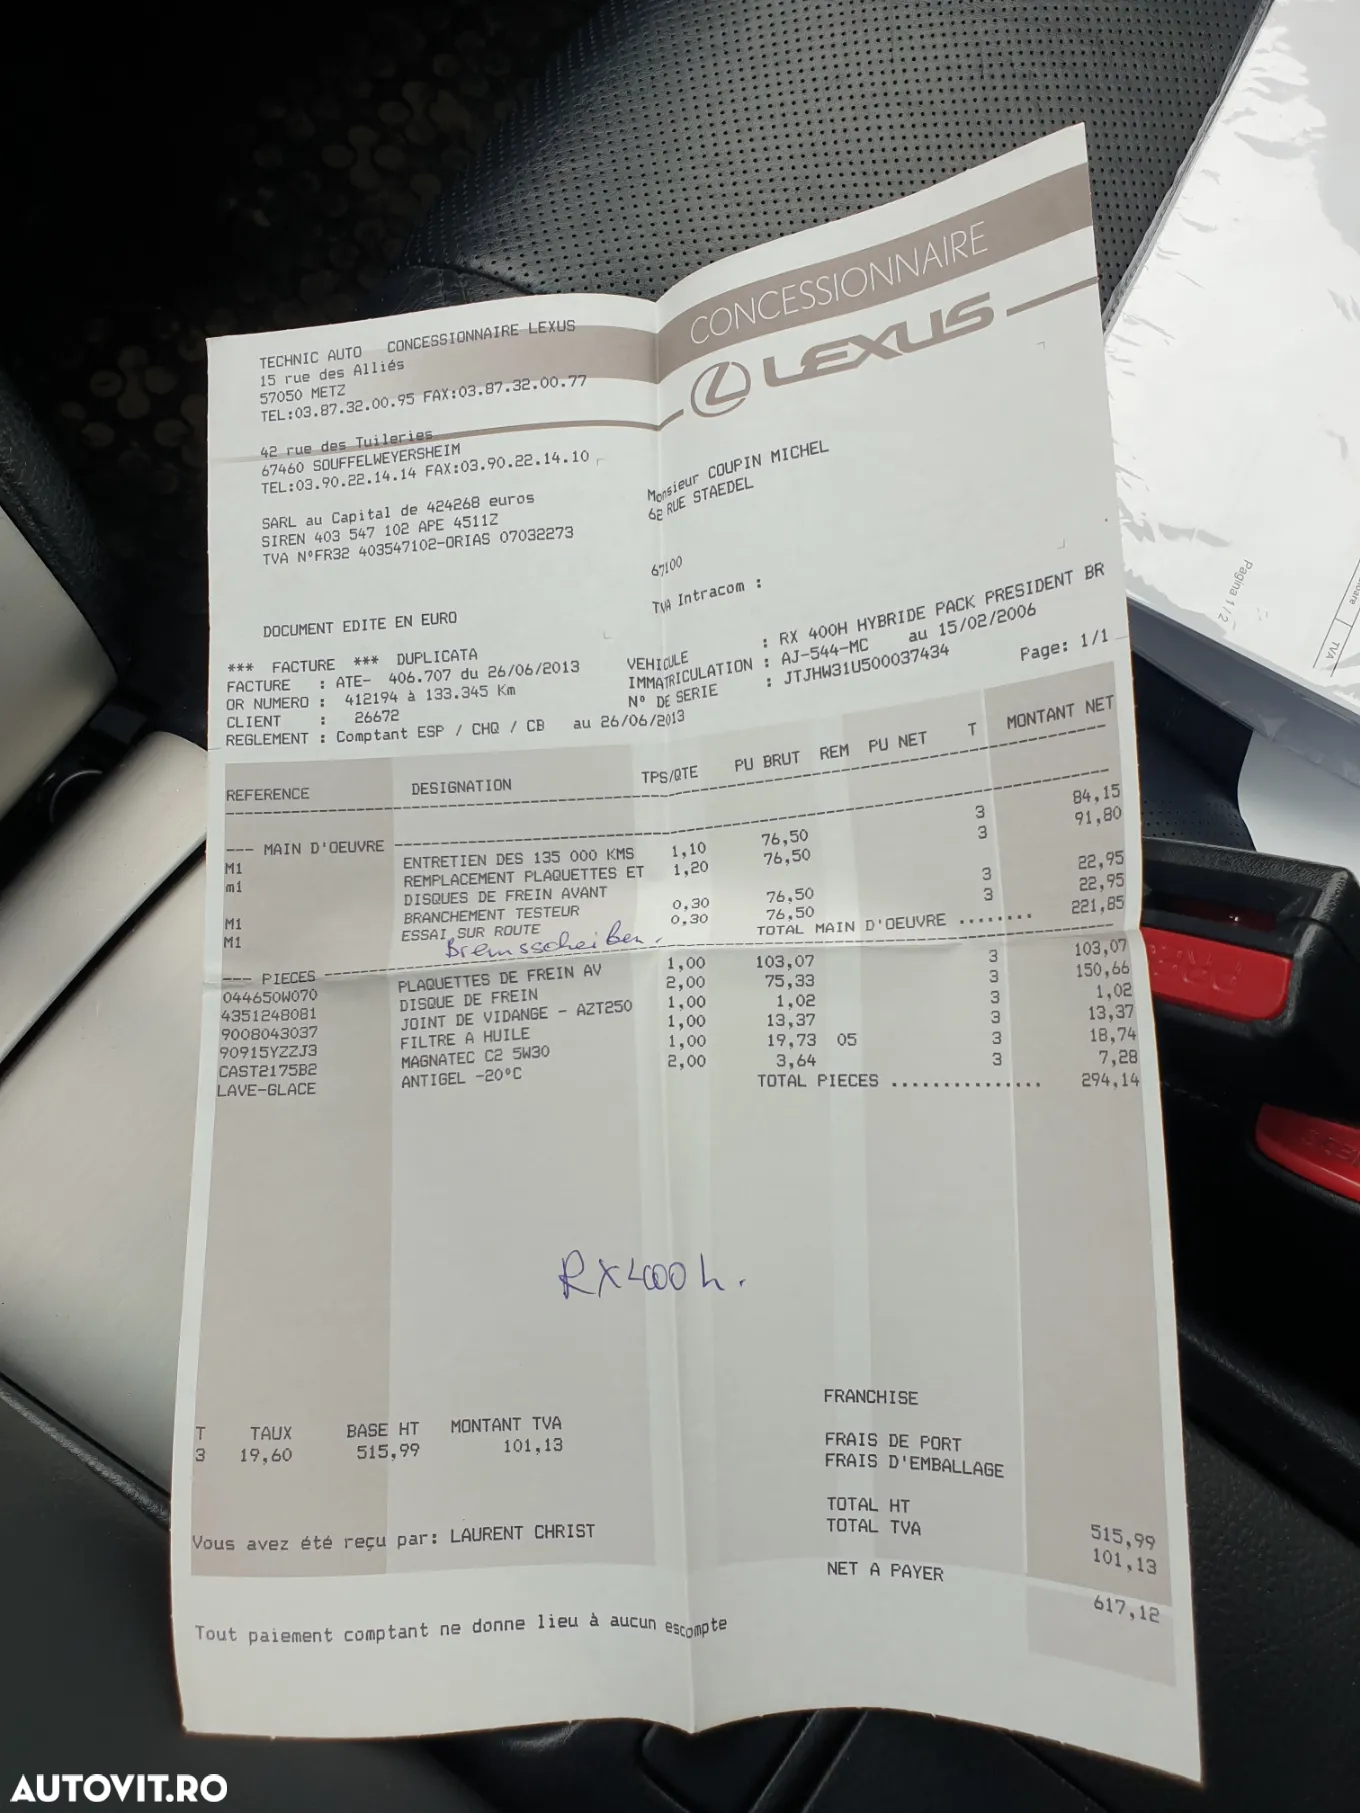 CONCESSIONNAIRE
LEXUS
TECHNIC AUTO CONCESSIONNAIRE LEXUS
15 rue des Alliés
57050 METZ
TEL:03.87.32.00.95 FAX:03.87.32.00.77
42 rue des Tuileries
67460 SOUFFELWEYERSHEIM
TEL:03.90.22.14.14 FAX:03.90.22.14.10
SARL au Capital de 424268 euros
SIREN 403 547 102 APE 4511Z
TVA N°FR32 403547102-ORIAS 07032273
Monsieur COUPIN MICHEL
62 RUE STAEDEL
67100
TVA Intracom :
DOCUMENT EDITE EN EURO
*** FACTURE *** DUPLICATA
FACTURE : ATE- 406.707 du 26/06/2013
OR NUMERO : 412194 à 133.345 Km
CLIENT : 26672
REGLEMENT : Comptant ESP / CHQ / CB au 26/06/2013
VEHICULE : RX 400H HYBRIDE PACK PRESIDENT BR
IMMATRICULATION : AJ-544-MC au 15/02/2006
N° DE SERIE : JTJHW31U500037434
Page: 1/1
REFERENCE DESIGNATION TPS/QTE PU BRUT REM PU NET T MONTANT NET
--- MAIN D'OEUVRE
M1 ENTRETIEN DES 135 000 KMS 1,10 76,50 3 84,15
m1 REMPLACEMENT PLAQUETTES ET 1,20 76,50 3 91,80
DISQUES DE FREIN AVANT
M1 BRANCHEMENT TESTEUR 0,30 76,50 3 22,95
M1 ESSAI SUR ROUTE 0,30 76,50 3 22,95
TOTAL MAIN D'OEUVRE ........ 221,85
Bremsscheiben.
--- PIECES
044650W070 PLAQUETTES DE FREIN AV 1,00 103,07 3 103,07
4351248081 DISQUE DE FREIN 2,00 75,33 3 150,66
9008043037 JOINT DE VIDANGE - AZT250 1,00 1,02 3 1,02
90915YZZJ3 FILTRE A HUILE 1,00 13,37 3 13,37
CAST2175B2 MAGNATEC C2 5W30 1,00 19,73 05 3 18,74
LAVE-GLACE ANTIGEL -20°C 2,00 3,64 3 7,28
TOTAL PIECES ............... 294,14
RX400h.
T TAUX BASE HT MONTANT TVA
3 19,60 515,99 101,13
FRANCHISE
FRAIS DE PORT
FRAIS D'EMBALLAGE
TOTAL HT 515,99
TOTAL TVA 101,13
NET A PAYER 617,12
Vous avez été reçu par: LAURENT CHRIST
Tout paiement comptant ne donne lieu à aucun escompte
Pagina 1/2
TVA
AUTOVIT.RO